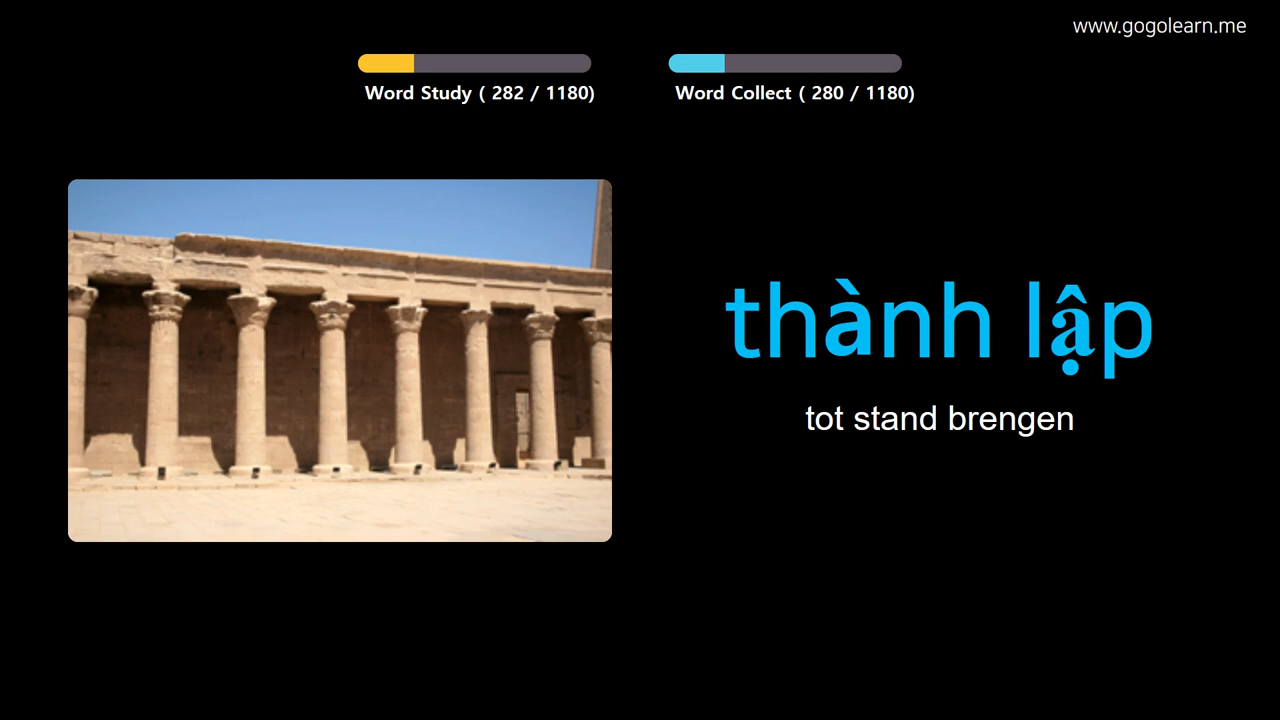 www.gogolearn.me
Word Study ( 282 / 1180)
Word Collect ( 280 / 1180)
thành lập
tot stand brengen